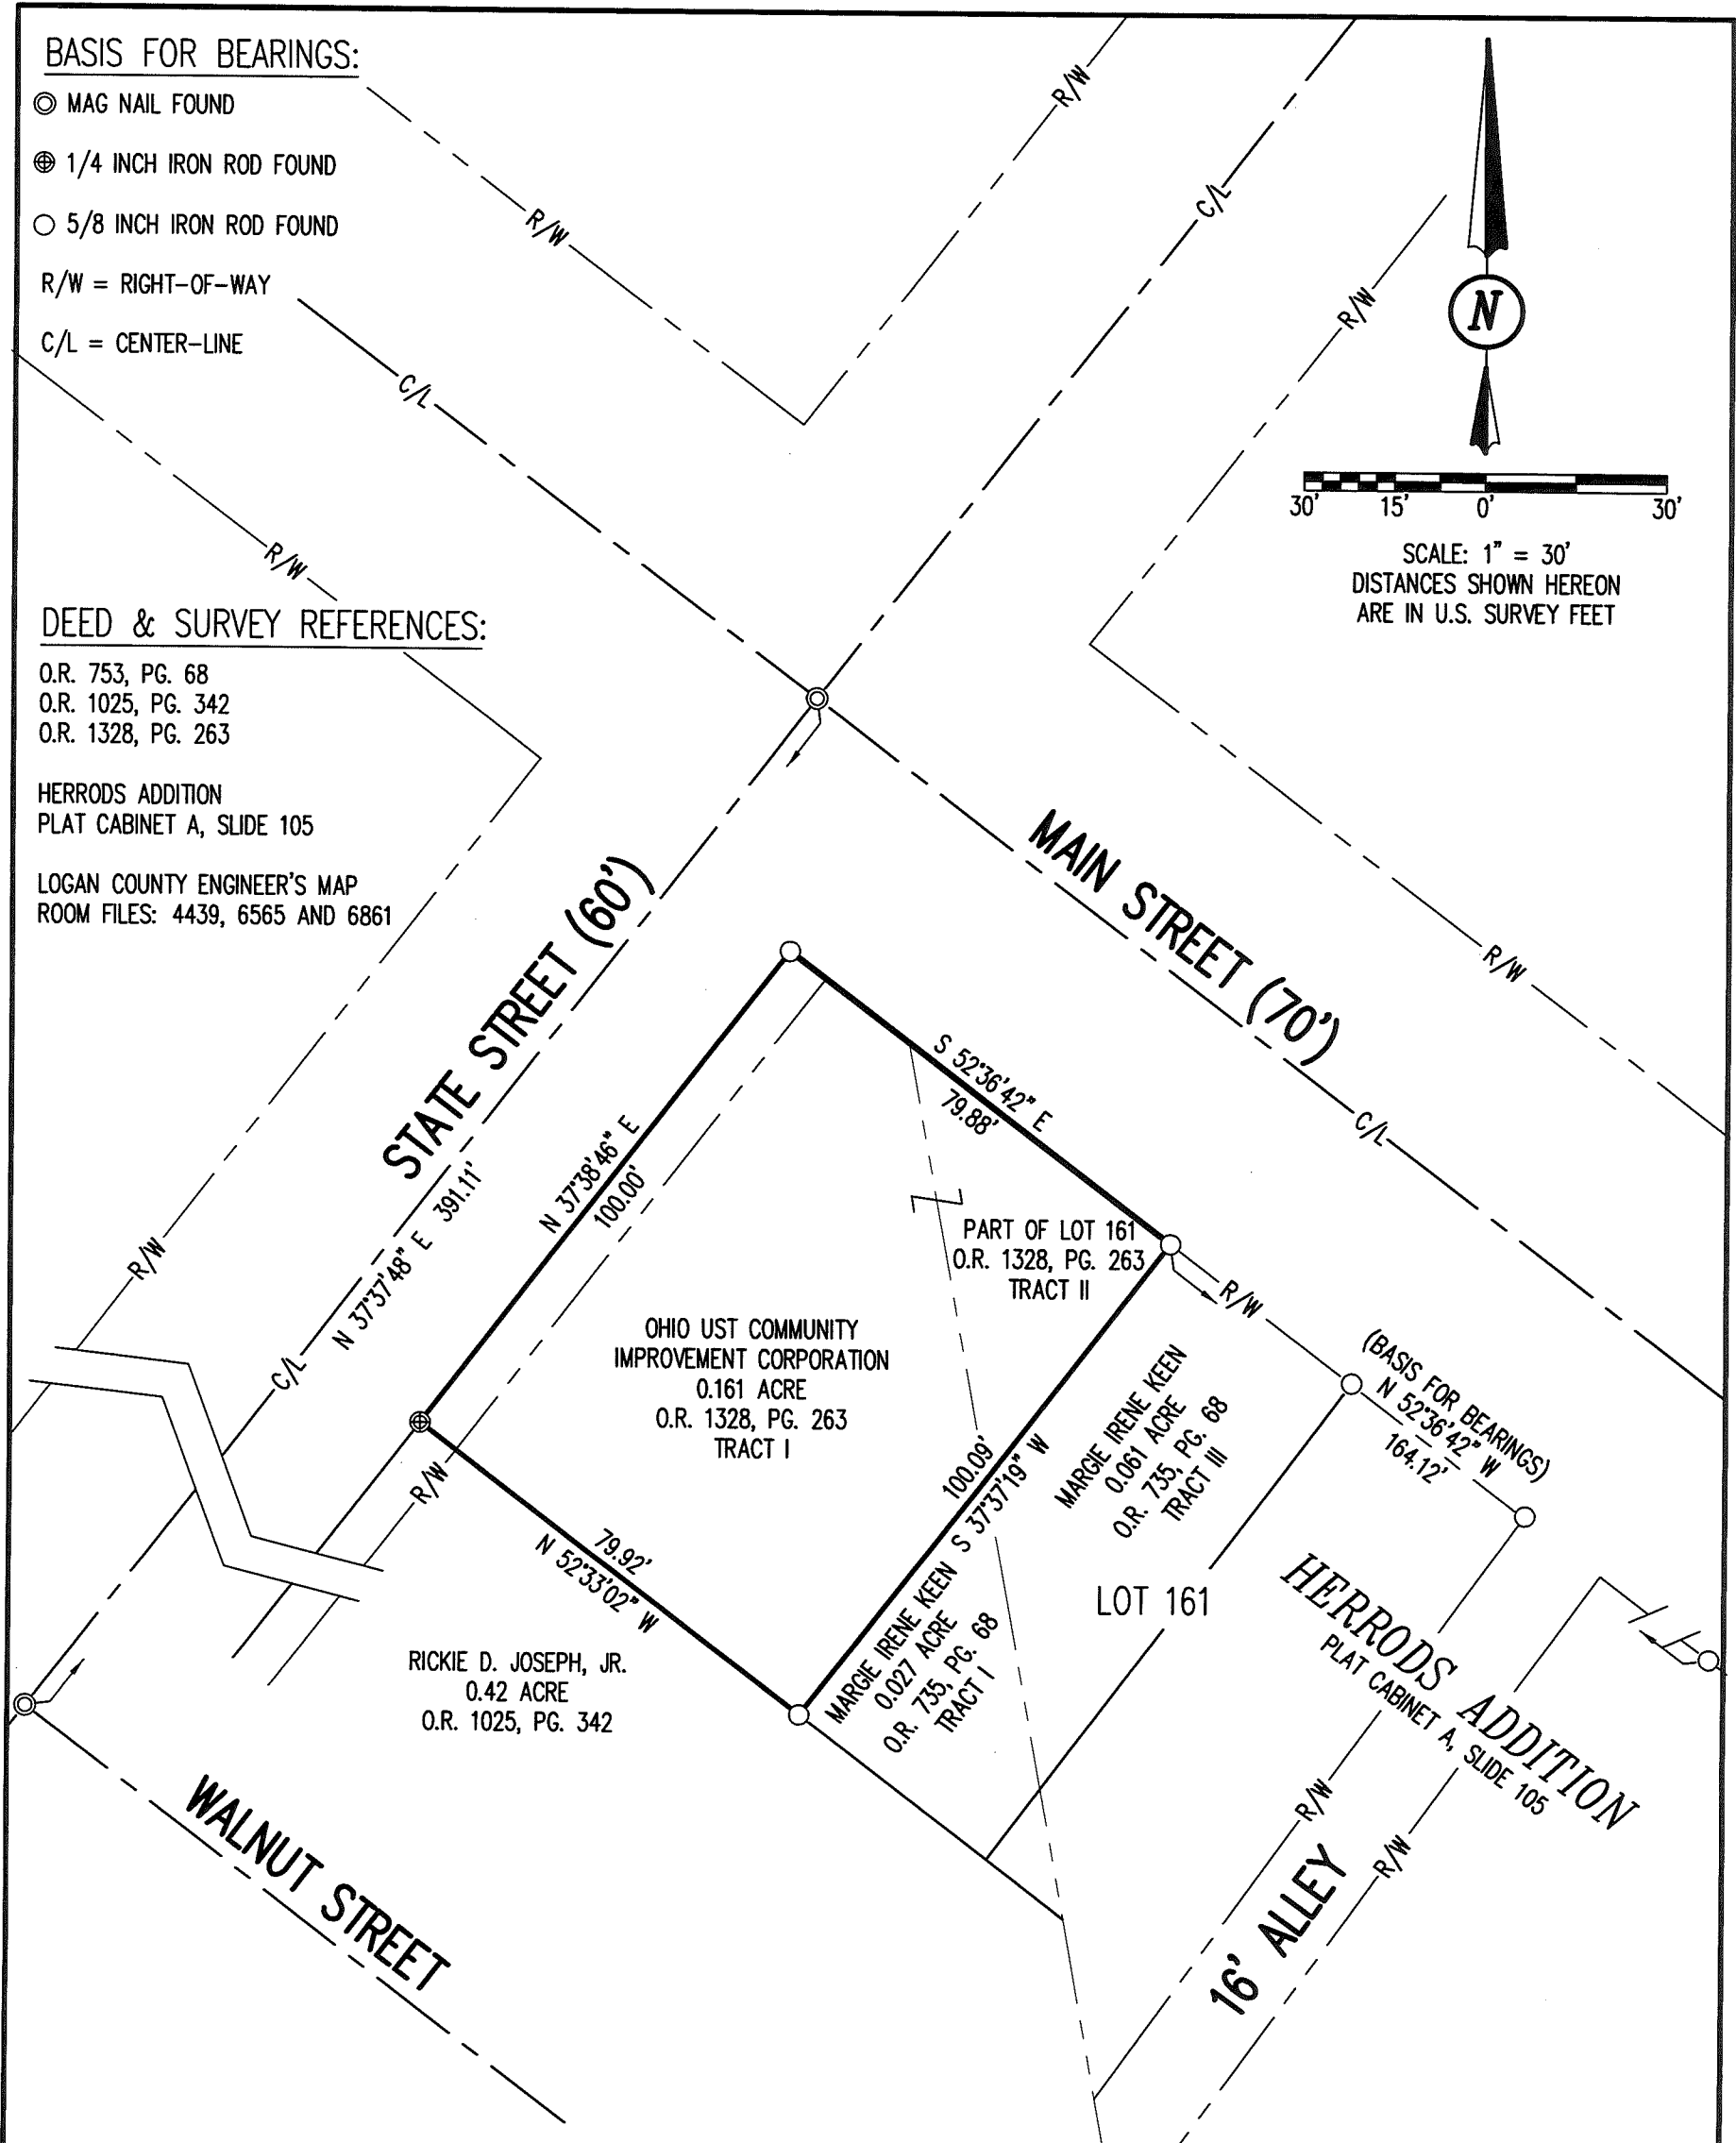 BASIS FOR BEARINGS:
MAG NAIL FOUND
1/4 INCH IRON ROD FOUND
5/8 INCH IRON ROD FOUND
R/W = RIGHT-OF-WAY
C/L = CENTER-LINE
R/W
R/W
C/L
C/L
R/W
R/W
N
30' 15' 0' 30'
SCALE: 1" = 30'
DISTANCES SHOWN HEREON
ARE IN U.S. SURVEY FEET
DEED & SURVEY REFERENCES:
O.R. 753, PG. 68
O.R. 1025, PG. 342
O.R. 1328, PG. 263
HERRODS ADDITION
PLAT CABINET A, SLIDE 105
LOGAN COUNTY ENGINEER'S MAP
ROOM FILES: 4439, 6565 AND 6861
STATE STREET (60')
MAIN STREET (70')
R/W
C/L
S 52°36'42" E
79.88'
N 37°38'46" E
100.00'
N 37°37'48" E 391.11'
C/L
R/W
R/W
PART OF LOT 161
O.R. 1328, PG. 263
TRACT II
OHIO UST COMMUNITY
IMPROVEMENT CORPORATION
0.161 ACRE
O.R. 1328, PG. 263
TRACT I
R/W
(BASIS FOR BEARINGS)
N 52°36'42" W
164.12'
100.09'
S 37°37'19" W
MARGIE IRENE KEEN
0.061 ACRE
O.R. 735, PG. 68
TRACT III
79.92'
N 52°33'02" W
MARGIE IRENE KEEN
0.027 ACRE
O.R. 735, PG. 68
TRACT I
LOT 161
RICKIE D. JOSEPH, JR.
0.42 ACRE
O.R. 1025, PG. 342
HERRODS ADDITION
PLAT CABINET A, SLIDE 105
R/W
R/W
16' ALLEY
WALNUT STREET